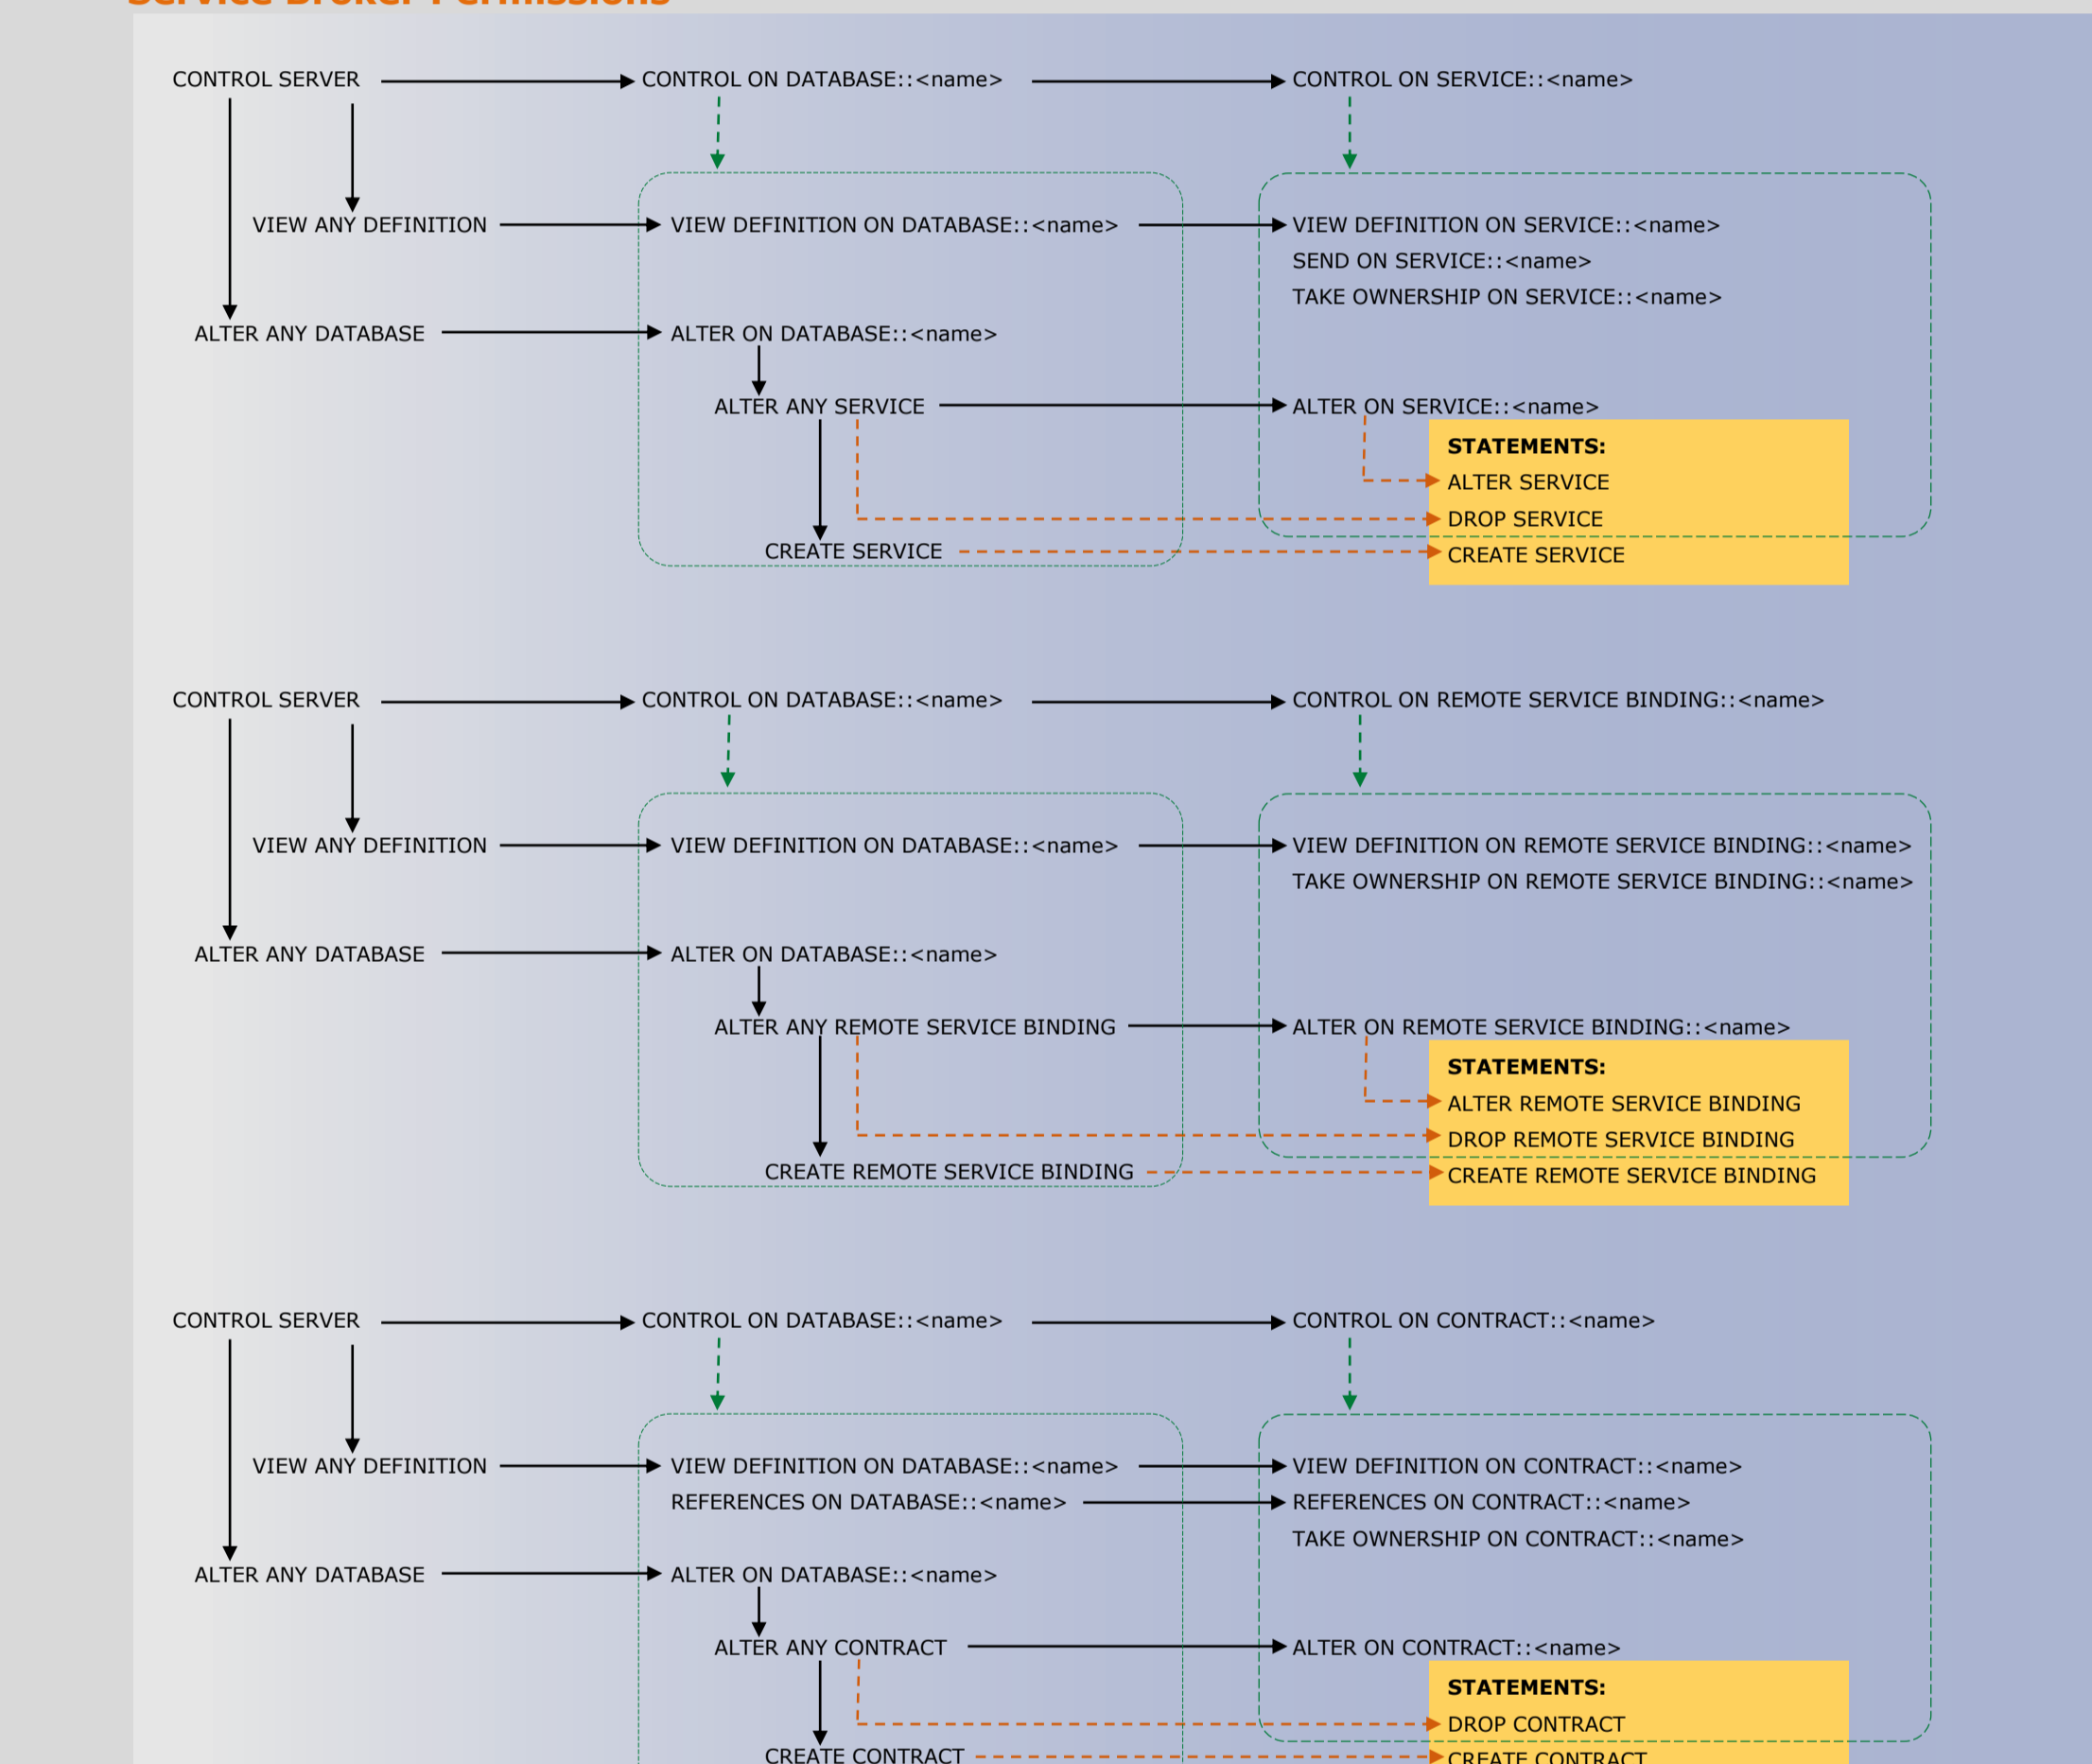 Service Broker Permissions
CONTROL SERVER CONTROL ON DATABASE::<name> CONTROL ON SERVICE::<name>
VIEW ANY DEFINITION VIEW DEFINITION ON DATABASE::<name> VIEW DEFINITION ON SERVICE::<name>
SEND ON SERVICE::<name>
TAKE OWNERSHIP ON SERVICE::<name>
ALTER ANY DATABASE ALTER ON DATABASE::<name>
ALTER ANY SERVICE ALTER ON SERVICE::<name>
STATEMENTS:
ALTER SERVICE
DROP SERVICE
CREATE SERVICE CREATE SERVICE
CONTROL SERVER CONTROL ON DATABASE::<name> CONTROL ON REMOTE SERVICE BINDING::<name>
VIEW ANY DEFINITION VIEW DEFINITION ON DATABASE::<name> VIEW DEFINITION ON REMOTE SERVICE BINDING::<name>
TAKE OWNERSHIP ON REMOTE SERVICE BINDING::<name>
ALTER ANY DATABASE ALTER ON DATABASE::<name>
ALTER ANY REMOTE SERVICE BINDING ALTER ON REMOTE SERVICE BINDING::<name>
STATEMENTS:
ALTER REMOTE SERVICE BINDING
DROP REMOTE SERVICE BINDING
CREATE REMOTE SERVICE BINDING CREATE REMOTE SERVICE BINDING
CONTROL SERVER CONTROL ON DATABASE::<name> CONTROL ON CONTRACT::<name>
VIEW ANY DEFINITION VIEW DEFINITION ON DATABASE::<name> VIEW DEFINITION ON CONTRACT::<name>
REFERENCES ON DATABASE::<name> REFERENCES ON CONTRACT::<name>
TAKE OWNERSHIP ON CONTRACT::<name>
ALTER ANY DATABASE ALTER ON DATABASE::<name>
ALTER ANY CONTRACT ALTER ON CONTRACT::<name>
STATEMENTS:
DROP CONTRACT
CREATE CONTRACT CREATE CONTRACT